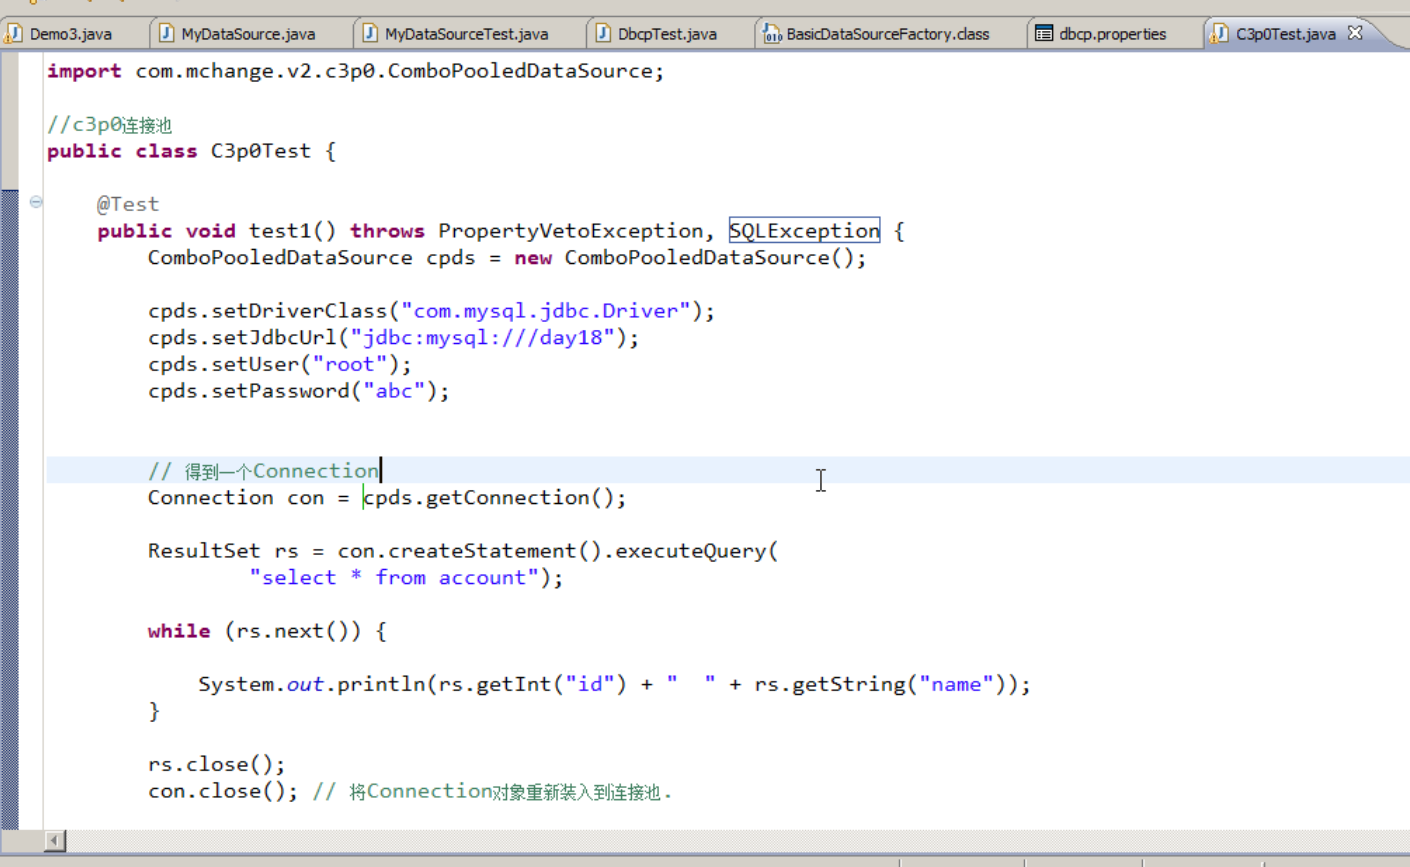 Demo3.java MyDataSource.java MyDataSourceTest.java DbcpTest.java BasicDataSourceFactory.class dbcp.properties C3p0Test.java
import com.mchange.v2.c3p0.ComboPooledDataSource;
//c3p0连接池
public class C3p0Test {
@Test
public void test1() throws PropertyVetoException, SQLException {
ComboPooledDataSource cpds = new ComboPooledDataSource();
cpds.setDriverClass("com.mysql.jdbc.Driver");
cpds.setJdbcUrl("jdbc:mysql:///day18");
cpds.setUser("root");
cpds.setPassword("abc");
// 得到一个Connection
Connection con = cpds.getConnection();
ResultSet rs = con.createStatement().executeQuery(
"select * from account");
while (rs.next()) {
System.out.println(rs.getInt("id") + "  " + rs.getString("name"));
}
rs.close();
con.close(); // 将Connection对象重新装入到连接池.